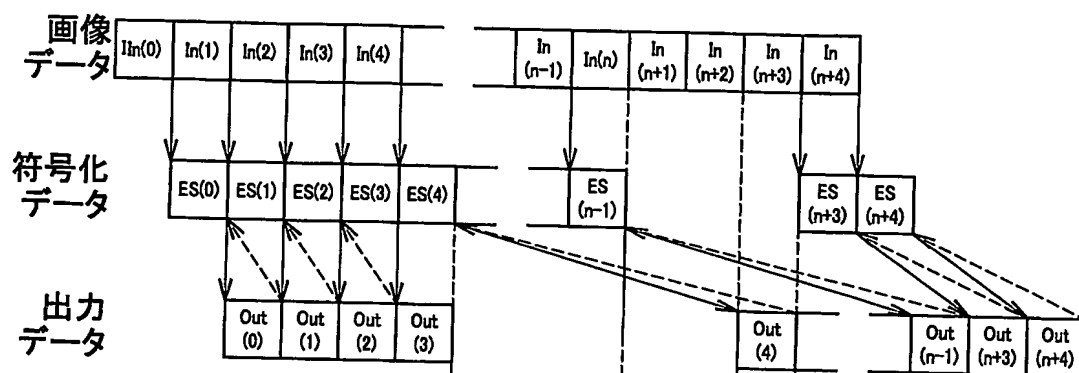 画像
データ
IIn(0) In(1) In(2) In(3) In(4) In
(n-1) In(n) In
(n+1) In
(n+2) In
(n+3) In
(n+4)
符号化
データ
ES(0) ES(1) ES(2) ES(3) ES(4) ES
(n-1) ES
(n+3) ES
(n+4)
出力
データ
Out
(0) Out
(1) Out
(2) Out
(3) Out
(4) Out
(n-1) Out
(n+3) Out
(n+4)